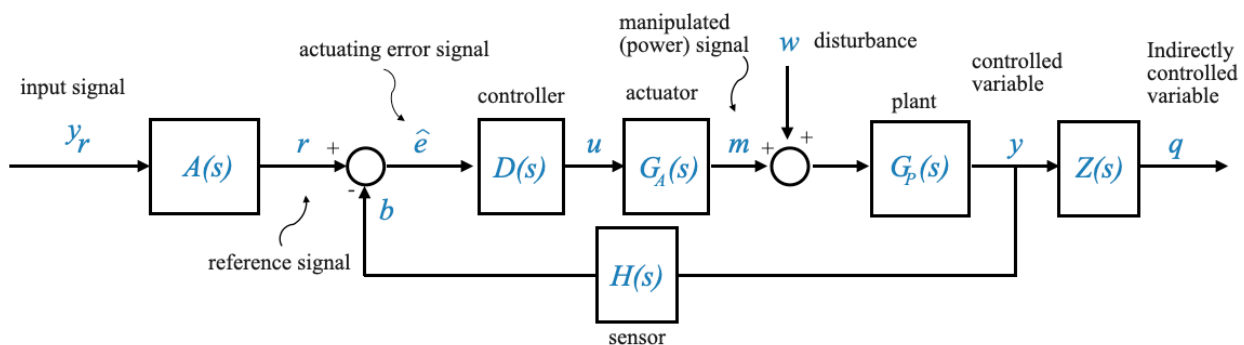 input signal
y_r
A(s)
r
+
-
reference signal
actuating error signal
ê
b
controller
D(s)
u
actuator
G_A(s)
manipulated
(power) signal
m
w
disturbance
+
+
plant
G_P(s)
controlled
variable
y
Z(s)
Indirectly
controlled
variable
q
H(s)
sensor